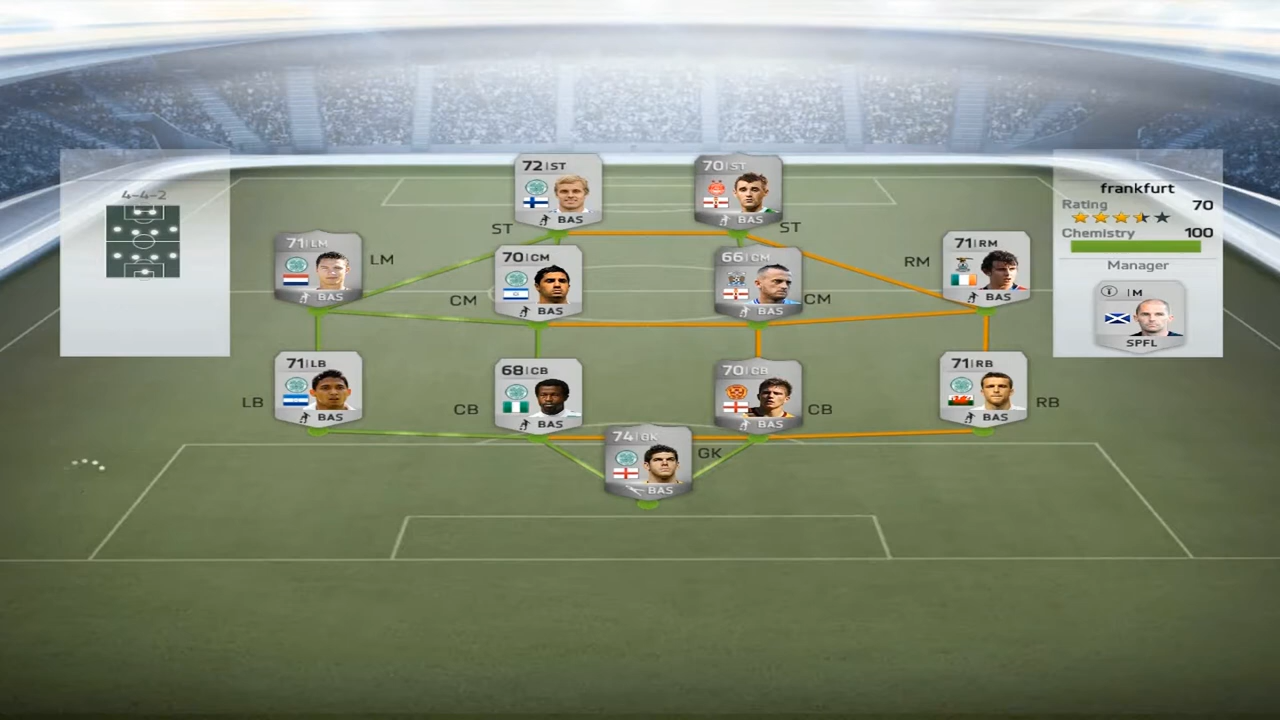 4-4-2
72 ST
BAS
ST
70 ST
BAS
ST
71 LM
BAS
LM
70 CM
BAS
CM
66 CM
BAS
CM
71 RM
BAS
RM
71 LB
BAS
LB
68 CB
BAS
CB
70 CB
BAS
CB
71 RB
BAS
RB
74 GK
BAS
GK
frankfurt
Rating 70
Chemistry 100
Manager
M
SPFL